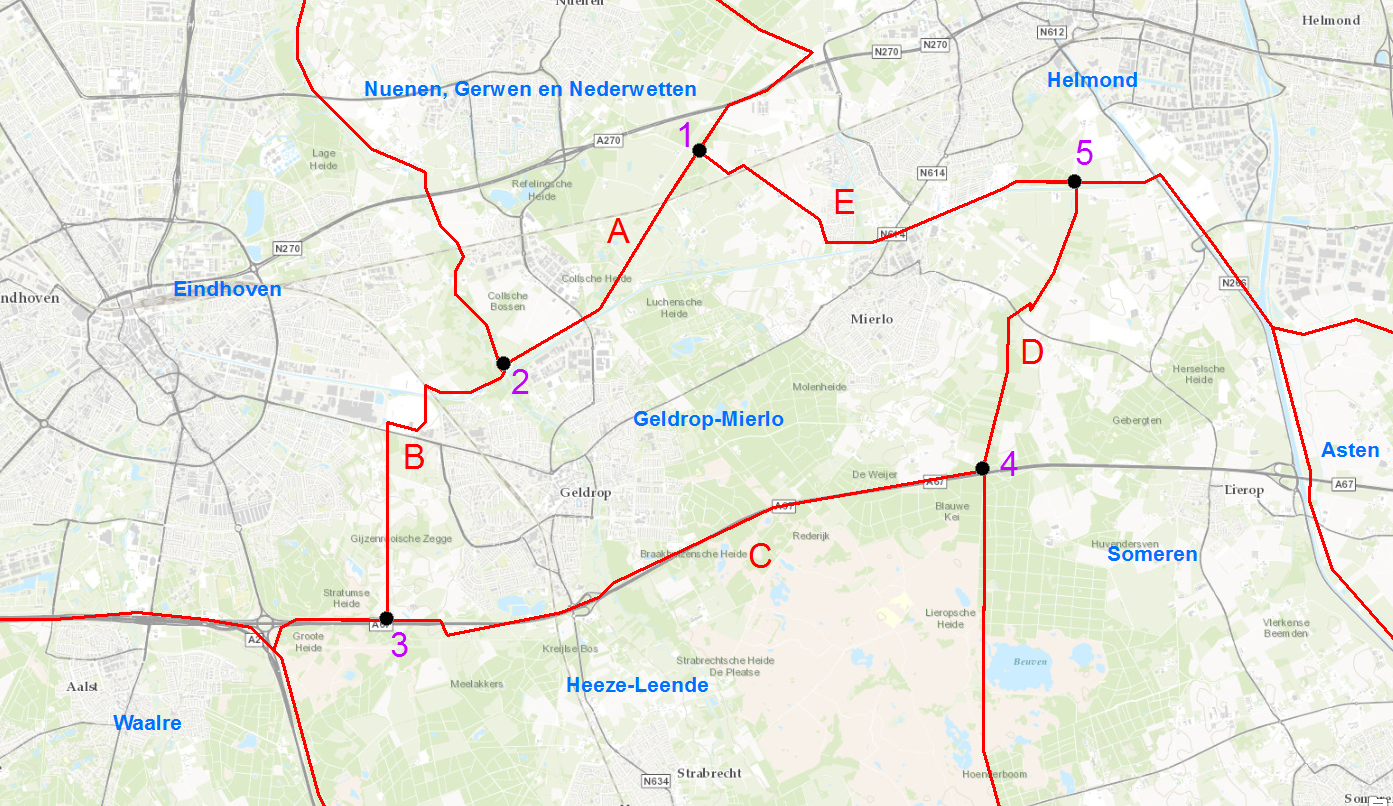 Nuenen
Helmond
N612
N270
N270
Helmond
Nuenen, Gerwen en Nederwetten
1
A270
Lage
Heide
5
N614
Refelingsche
Heide
E
A
N614
N270
Collsche Heide
Eindhoven
ndhoven
Collsche
Bossen
Luchensche
Heide
Mierlo
D
2
Herselsche
Heide
Molenheide
Geldrop-Mierlo
Gebergten
B
Asten
4
De Weijer
A67
A67
Geldrop
Lierop
Blauwe
Kei
A67
Rederijk
Gijzenrooische Zegge
C
Braakhuizensche Heide
Huvendersven
Someren
Stratumse
Heide
Lieropsche
Heide
A67
Vlerkense
Beemden
A2
Groote
Heide
3
Kreijlse Bos
Strabrechtsche Heide
De Pleatse
Beuven
Aalst
Meelakkers
Heeze-Leende
Waalre
Strabrecht
Hoenderboom
N634